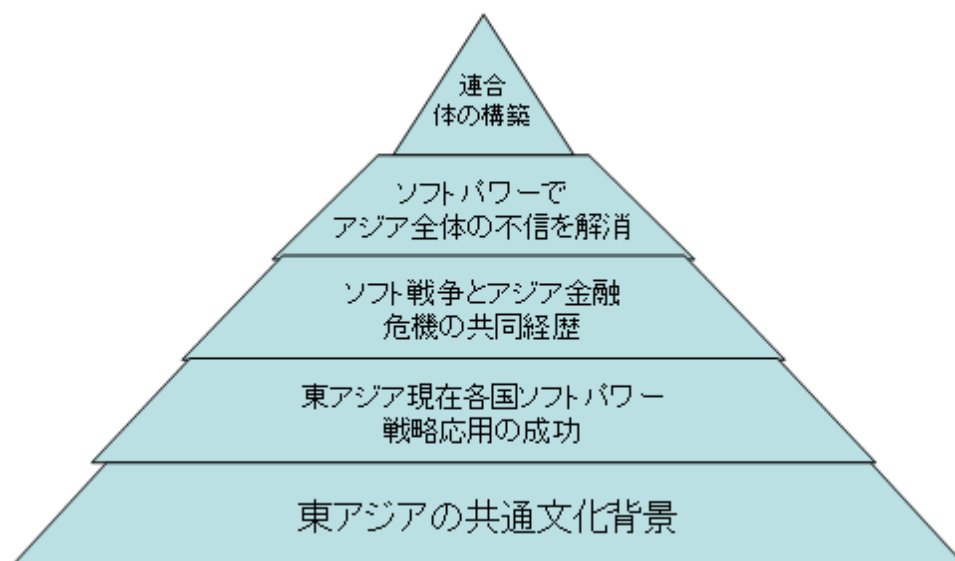 連合
体の構築
ソフトパワーで
アジア全体の不信を解消
ソフト戦争とアジア金融
危機の共同経歴
東アジア現在各国ソフトパワー
戦略応用の成功
東アジアの共通文化背景